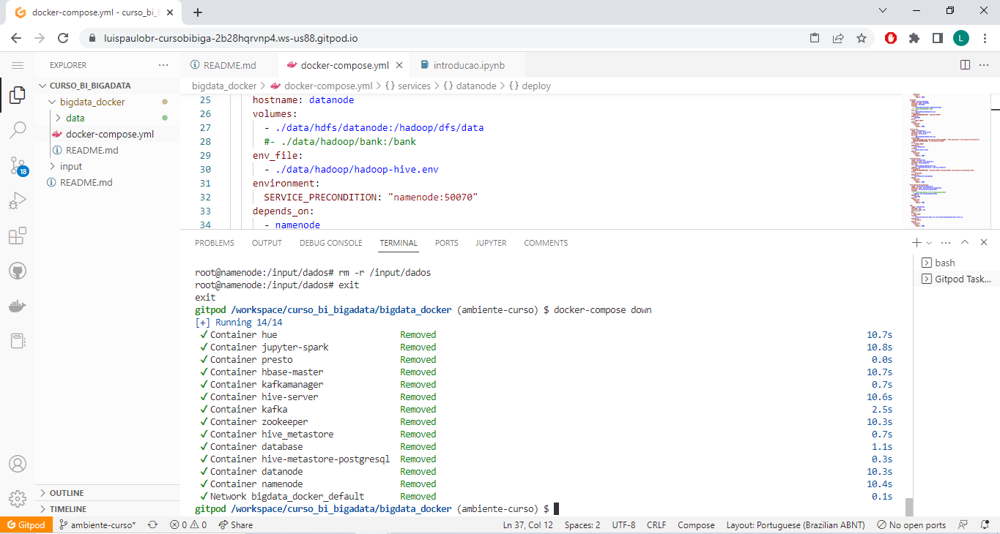 docker-compose.yml - curso_bi_b
luispaulobr-cursobibiga-2b28hqrvnp4.ws-us88.gitpod.io
L
EXPLORER
CURSO_BI_BIGADATA
bigdata_docker
data
docker-compose.yml
README.md
input
README.md
18
OUTLINE
TIMELINE
README.md
docker-compose.yml
introducao.ipynb
bigdata_docker > docker-compose.yml > {} services > {} datanode > {} deploy
25 hostname: datanode
26 volumes:
27 - ./data/hdfs/datanode:/hadoop/dfs/data
28 #- ./data/hadoop/bank:/bank
29 env_file:
30 - ./data/hadoop/hadoop-hive.env
31 environment:
32 SERVICE_PRECONDITION: "namenode:50070"
33 depends_on:
34 - namenode
PROBLEMS OUTPUT DEBUG CONSOLE TERMINAL PORTS JUPYTER COMMENTS
bash
Gitpod Task...
root@namenode:/input/dados# rm -r /input/dados
root@namenode:/input/dados# exit
exit
gitpod /workspace/curso_bi_bigadata/bigdata_docker (ambiente-curso) $ docker-compose down
[+] Running 14/14
✔ Container hue Removed 10.7s
✔ Container jupyter-spark Removed 10.8s
✔ Container presto Removed 0.0s
✔ Container hbase-master Removed 10.7s
✔ Container kafkamanager Removed 0.7s
✔ Container hive-server Removed 10.6s
✔ Container kafka Removed 2.5s
✔ Container zookeeper Removed 10.3s
✔ Container hive_metastore Removed 0.7s
✔ Container database Removed 1.1s
✔ Container hive-metastore-postgresql Removed 0.3s
✔ Container datanode Removed 10.3s
✔ Container namenode Removed 10.4s
✔ Network bigdata_docker_default Removed 0.1s
gitpod /workspace/curso_bi_bigadata/bigdata_docker (ambiente-curso) $
Gitpod ambiente-curso* 0 0 Share Ln 37, Col 12 Spaces: 2 UTF-8 CRLF Compose Layout: Portuguese (Brazilian ABNT) No open ports